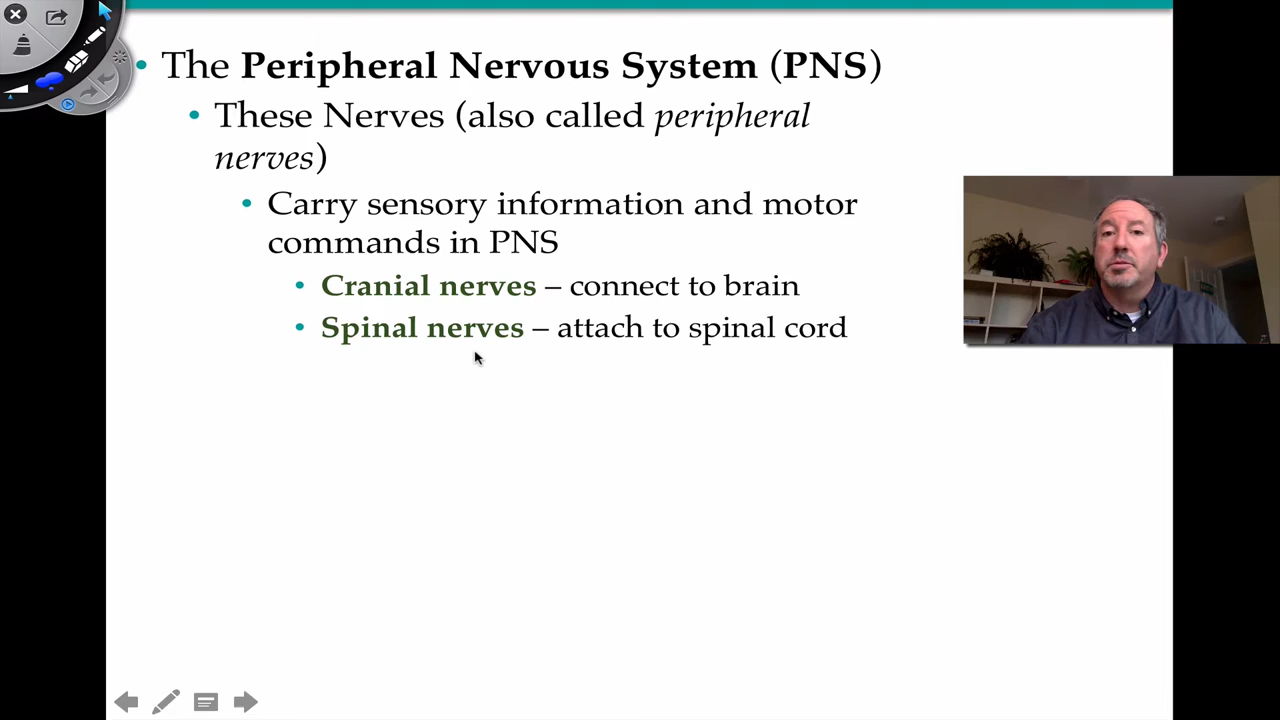 • The Peripheral Nervous System (PNS)
• These Nerves (also called peripheral
nerves)
• Carry sensory information and motor
commands in PNS
• Cranial nerves – connect to brain
• Spinal nerves – attach to spinal cord